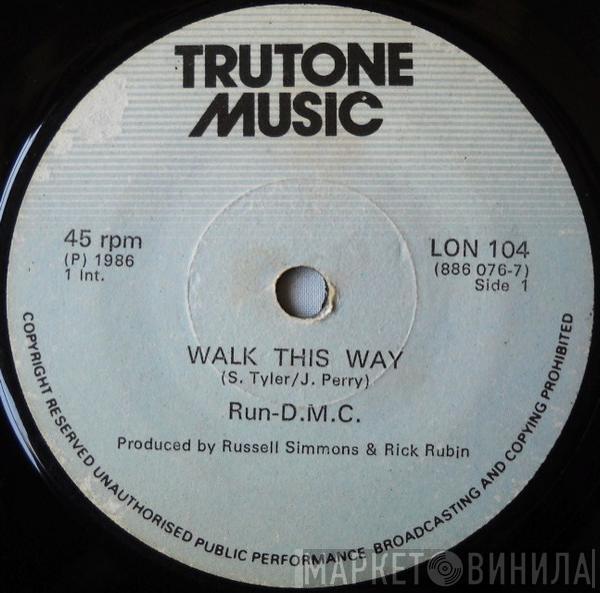 TRUTONE
MUSIC
45 rpm
(P) 1986
1 Int.
LON 104
(886 076-7)
Side 1
WALK THIS WAY
(S. Tyler/J. Perry)
Run-D.M.C.
Produced by Russell Simmons & Rick Rubin
COPYRIGHT RESERVED UNAUTHORISED PUBLIC PERFORMANCE BROADCASTING AND COPYING PROHIBITED
МАРКЕТ ВИНИЛА